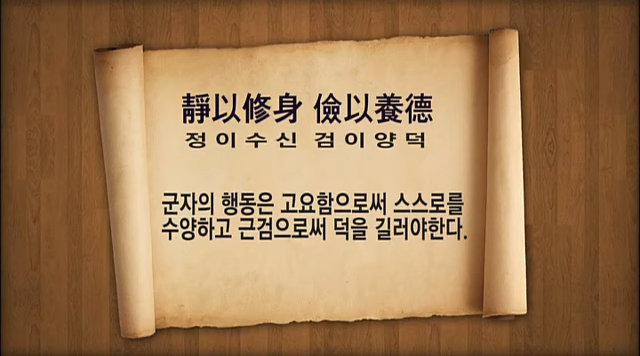 靜以修身 儉以養德
정이수신 검이양덕
군자의 행동은 고요함으로써 스스로를
수양하고 근검으로써 덕을 길러야한다.